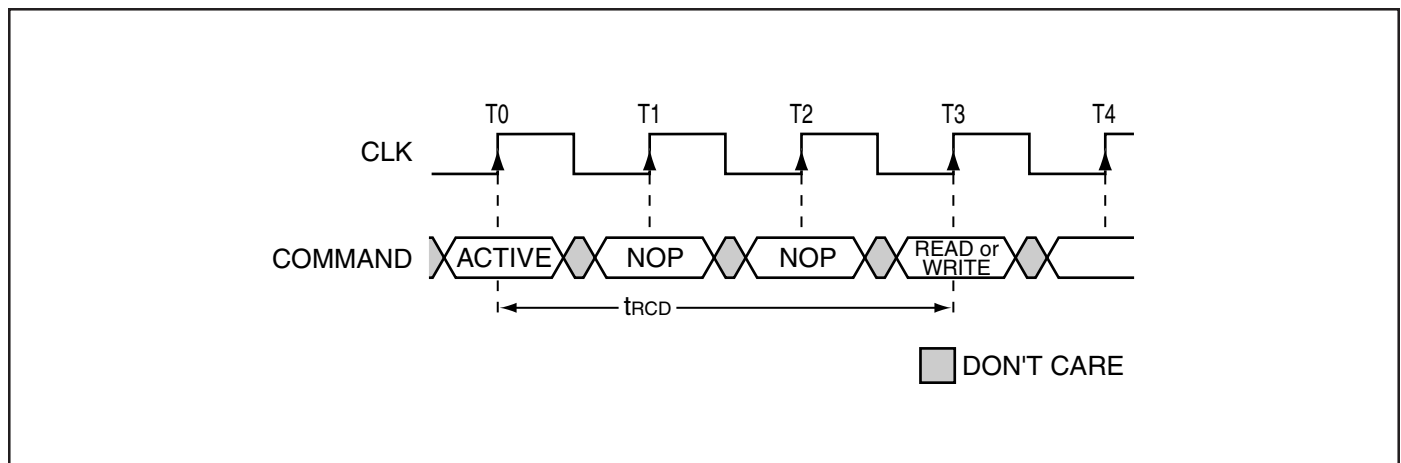 T0 T1 T2 T3 T4
CLK
COMMAND ACTIVE NOP NOP READ or
WRITE
tRCD
DON'T CARE